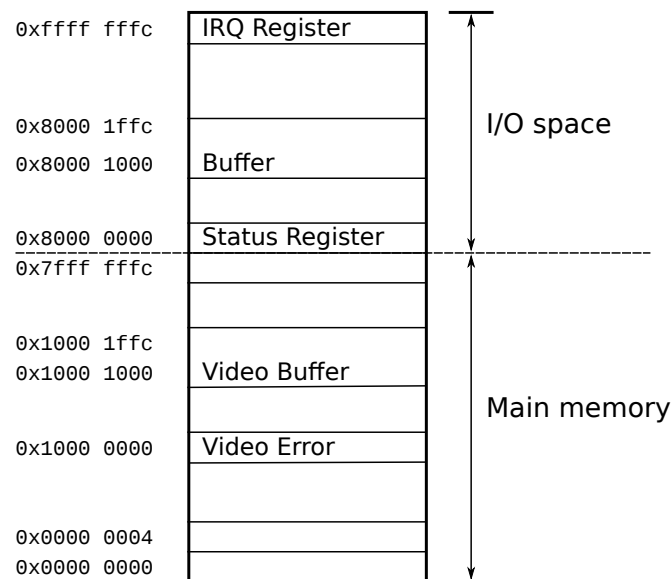 0xffff fffc IRQ Register
I/O space
0x8000 1ffc
0x8000 1000 Buffer
0x8000 0000 Status Register
0x7fff fffc
0x1000 1ffc
0x1000 1000 Video Buffer
Main memory
0x1000 0000 Video Error
0x0000 0004
0x0000 0000